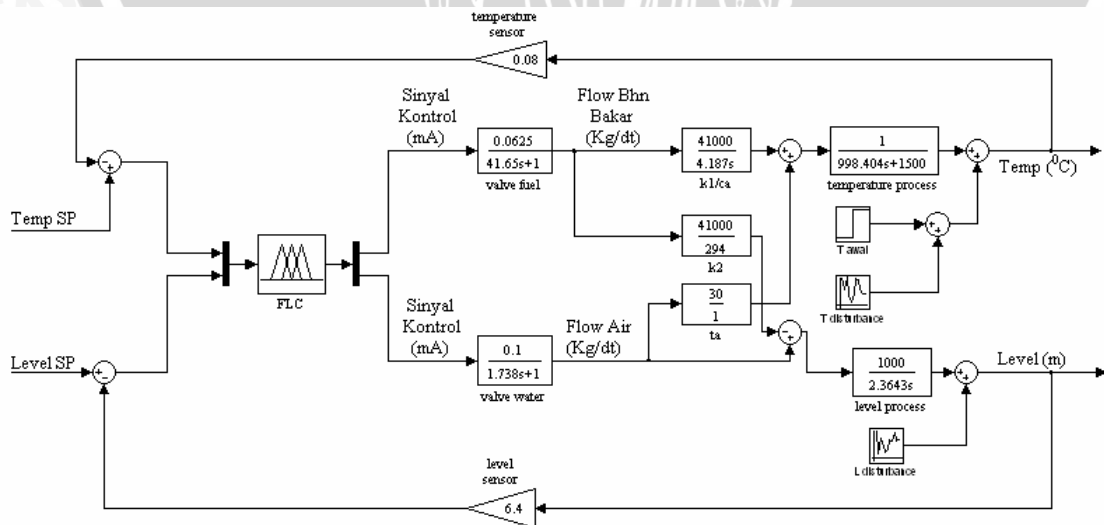 temperature
sensor
0.08
Sinyal
Kontrol
(mA)
Flow Bhn
Bakar
(Kg/dt)
0.0625
41.65s+1
valve fuel
41000
4.187s
k1/ca
1
998.404s+1500
temperature process
Temp (⁰C)
Temp SP
41000
294
k2
T awal
FLC
30
1
ta
T disturbance
Sinyal
Kontrol
(mA)
Flow Air
(Kg/dt)
Level SP
0.1
1.738s+1
valve water
1000
2.3643s
level process
Level (m)
L disturbance
level
sensor
6.4